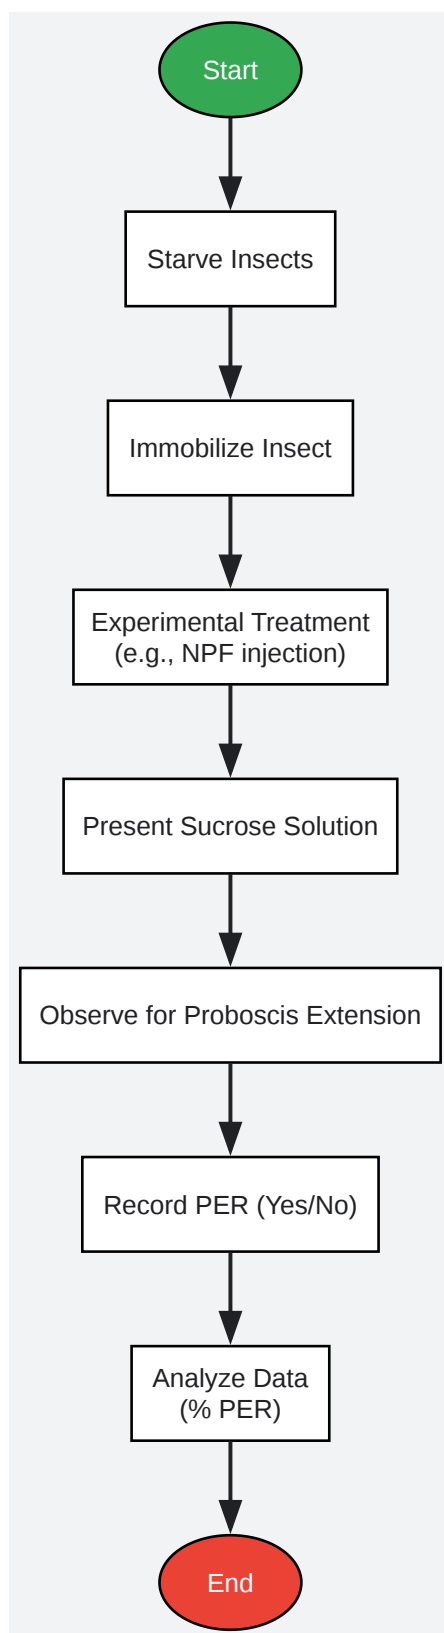 Start
Starve Insects
Immobilize Insect
Experimental Treatment
(e.g., NPF injection)
Present Sucrose Solution
Observe for Proboscis Extension
Record PER (Yes/No)
Analyze Data
(% PER)
End